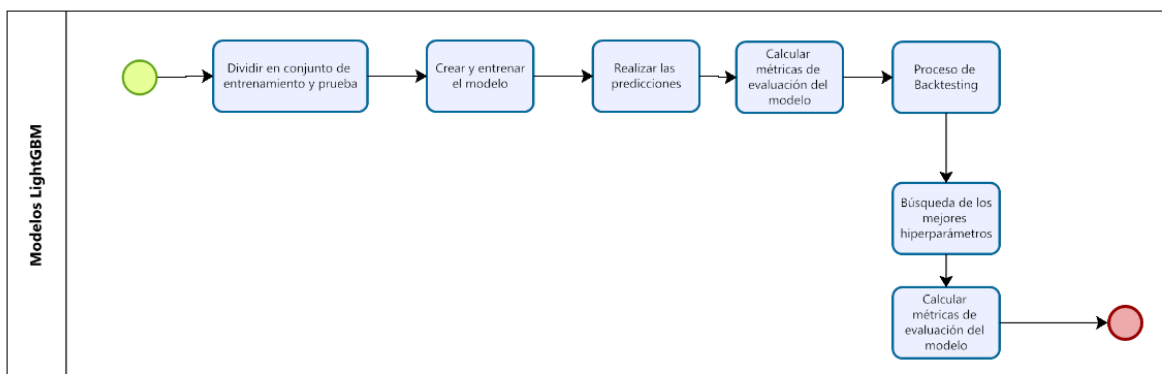 Modelos LightGBM
Dividir en conjunto de
entrenamiento y prueba
Crear y entrenar
el modelo
Realizar las
predicciones
Calcular
métricas de
evaluación del
modelo
Proceso de
Backtesting
Búsqueda de los
mejores
hiperparámetros
Calcular
métricas de
evaluación del
modelo